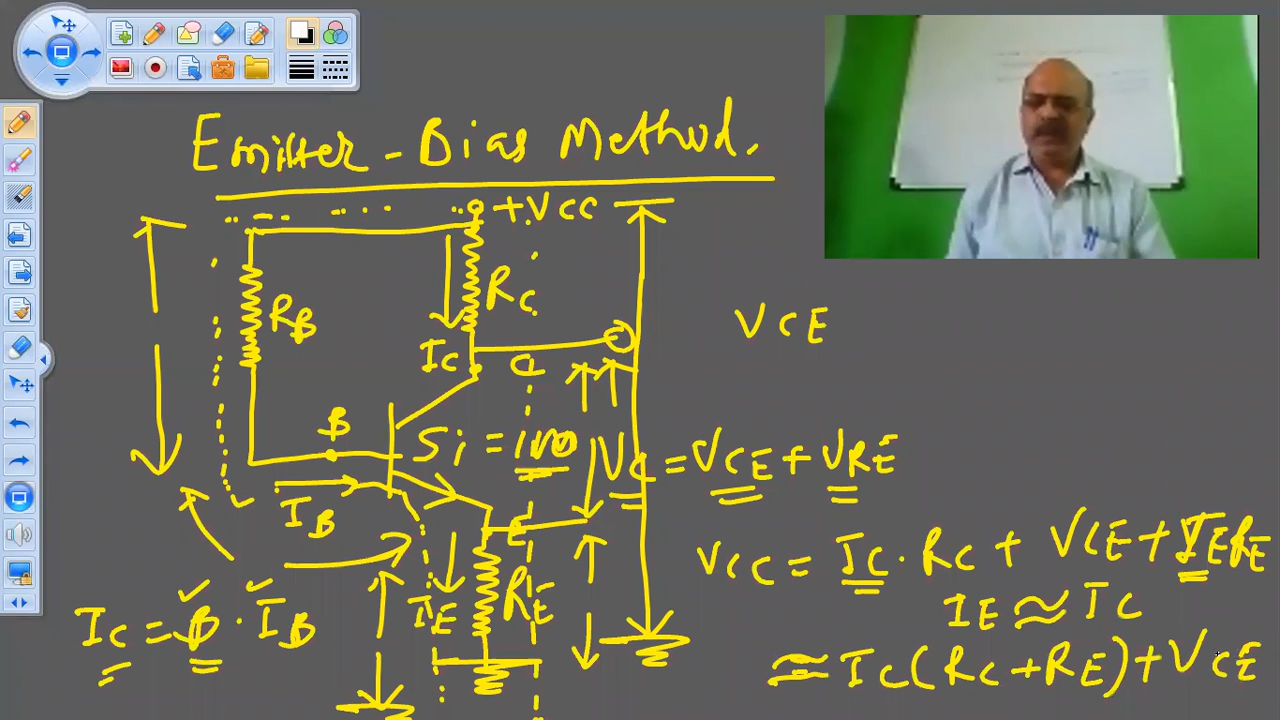 Emitter - Bias Method.
+VCC
RB
RC
IC
C
VCE
B
Si = 100
VC = VCE + VRE
IB
E
VCC = IC . RC + VCE + IERE
IE
RE
IE ≈ IC
IC = β . IB
≈ IC (RC + RE) + VCE